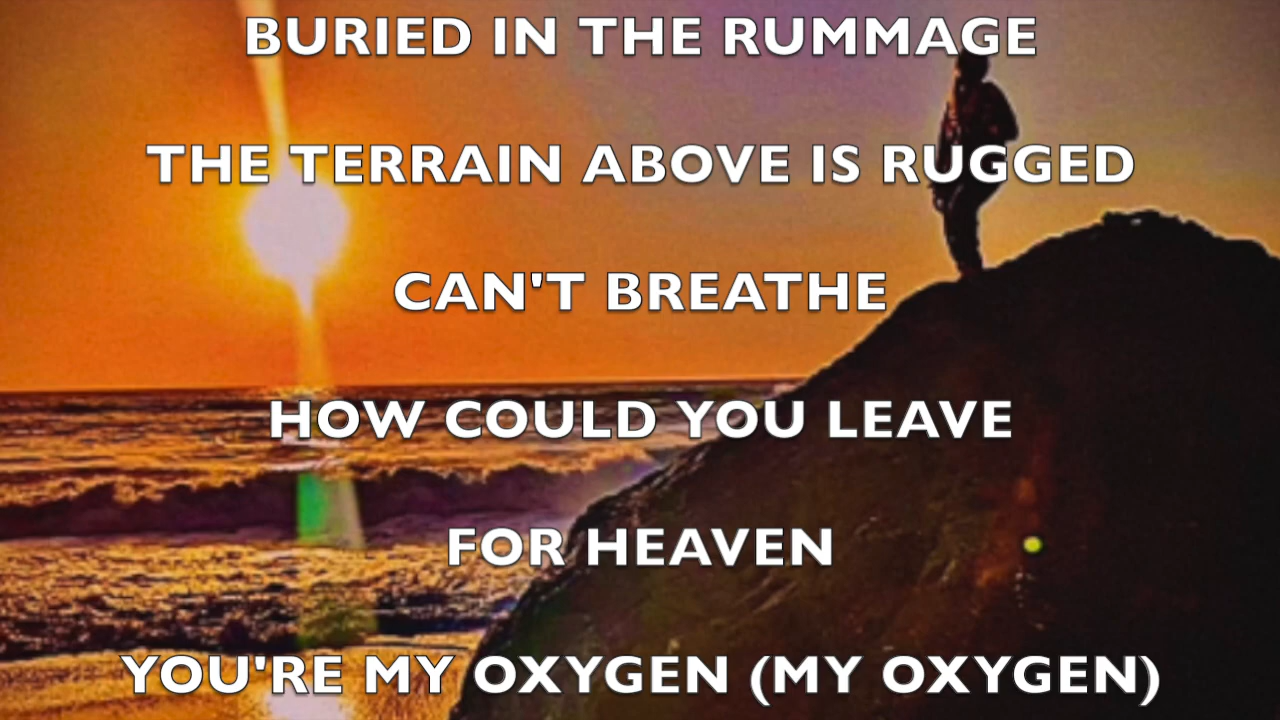 BURIED IN THE RUMMAGE
THE TERRAIN ABOVE IS RUGGED
CAN'T BREATHE
HOW COULD YOU LEAVE
FOR HEAVEN
YOU'RE MY OXYGEN (MY OXYGEN)